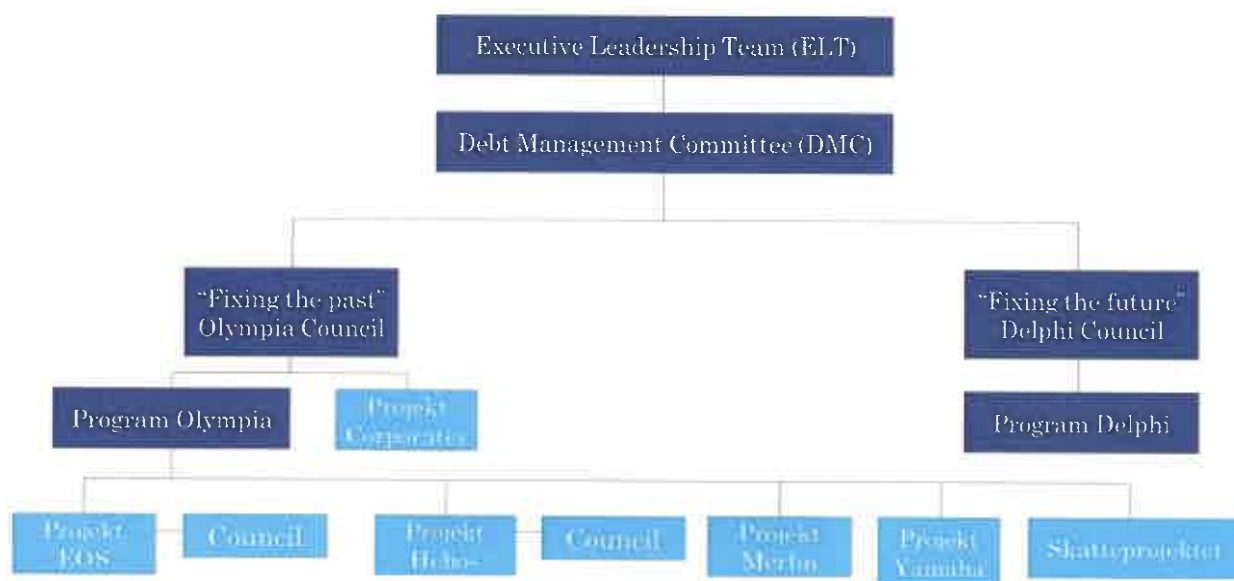 Executive Leadership Team (ELT)
Debt Management Committee (DMC)
"Fixing the past"
Olympia Council
"Fixing the future"
Delphi Council
Program Olympia
Projekt
Program Delphi
Projekt
EOS
Council
Projekt
Council
Projekt
Merlin
Projekt
Yamaha
Skatteprojektet